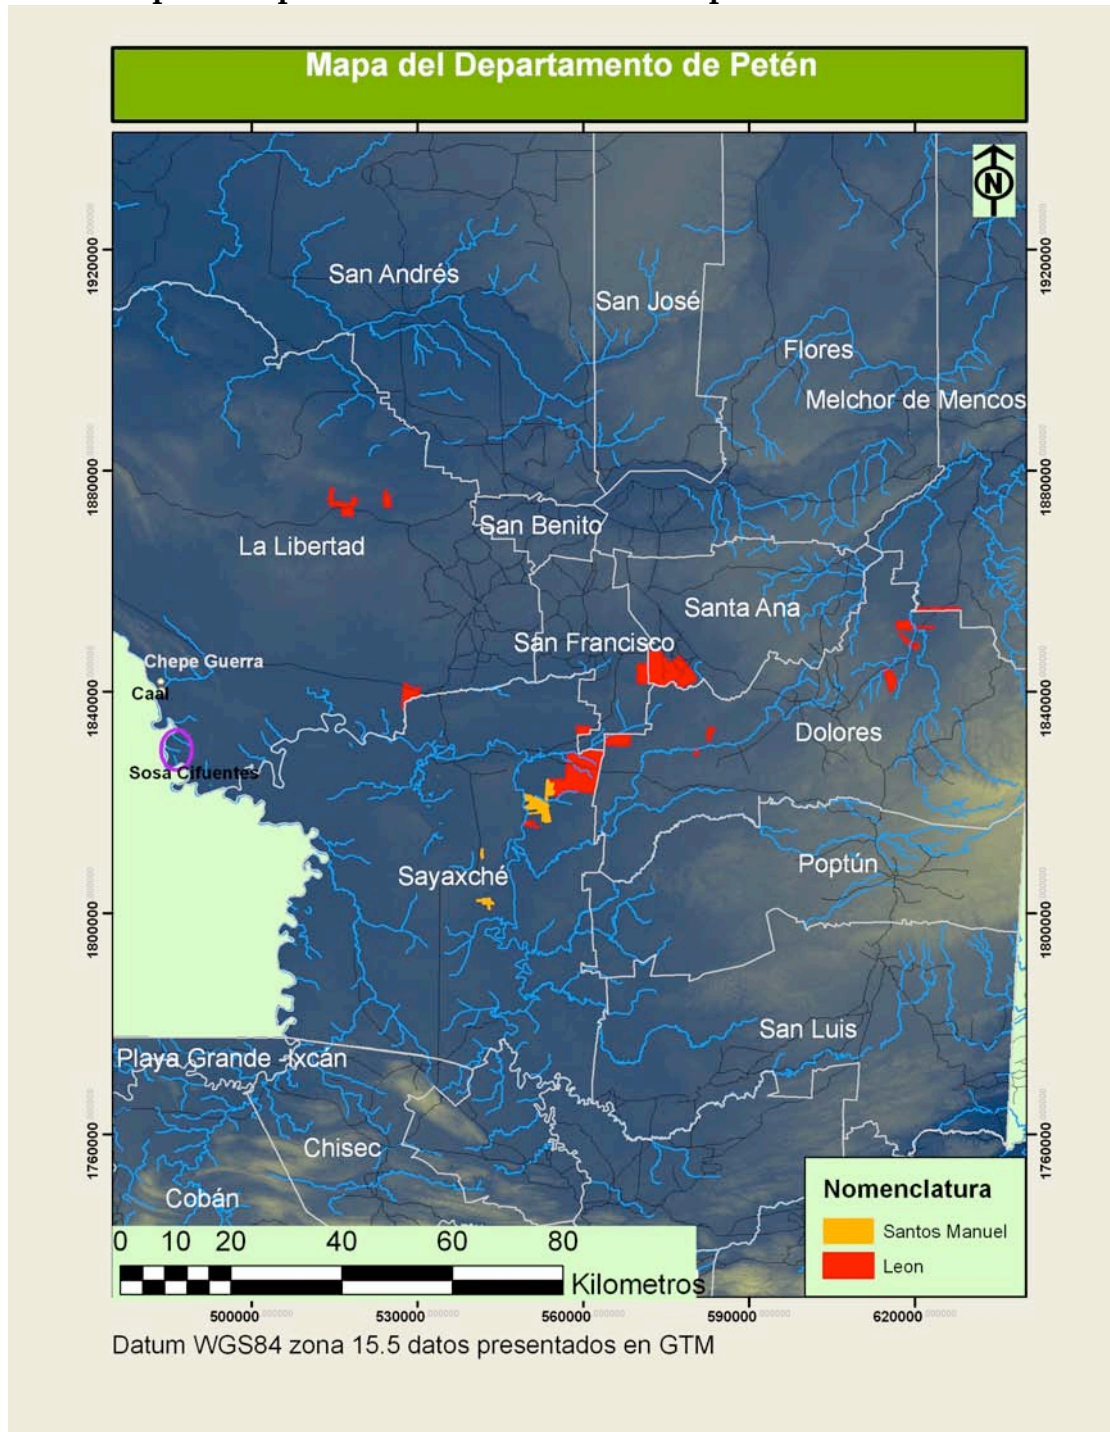 Mapa del Departamento de Petén
N
San Andrés
San José
Flores
Melchor de Mencos
San Benito
La Libertad
Santa Ana
San Francisco
Chepe Guerra
Caal
Dolores
Sosa Cifuentes
Poptún
Sayaxché
San Luis
Playa Grande -Ixcán
Chisec
Cobán
1920000
1880000
1840000
1800000
1760000
1920000
1880000
1840000
1800000
1760000
Nomenclatura
Santos Manuel
Leon
0 10 20 40 60 80
Kilometros
500000 530000 560000 590000 620000
Datum WGS84 zona 15.5 datos presentados en GTM